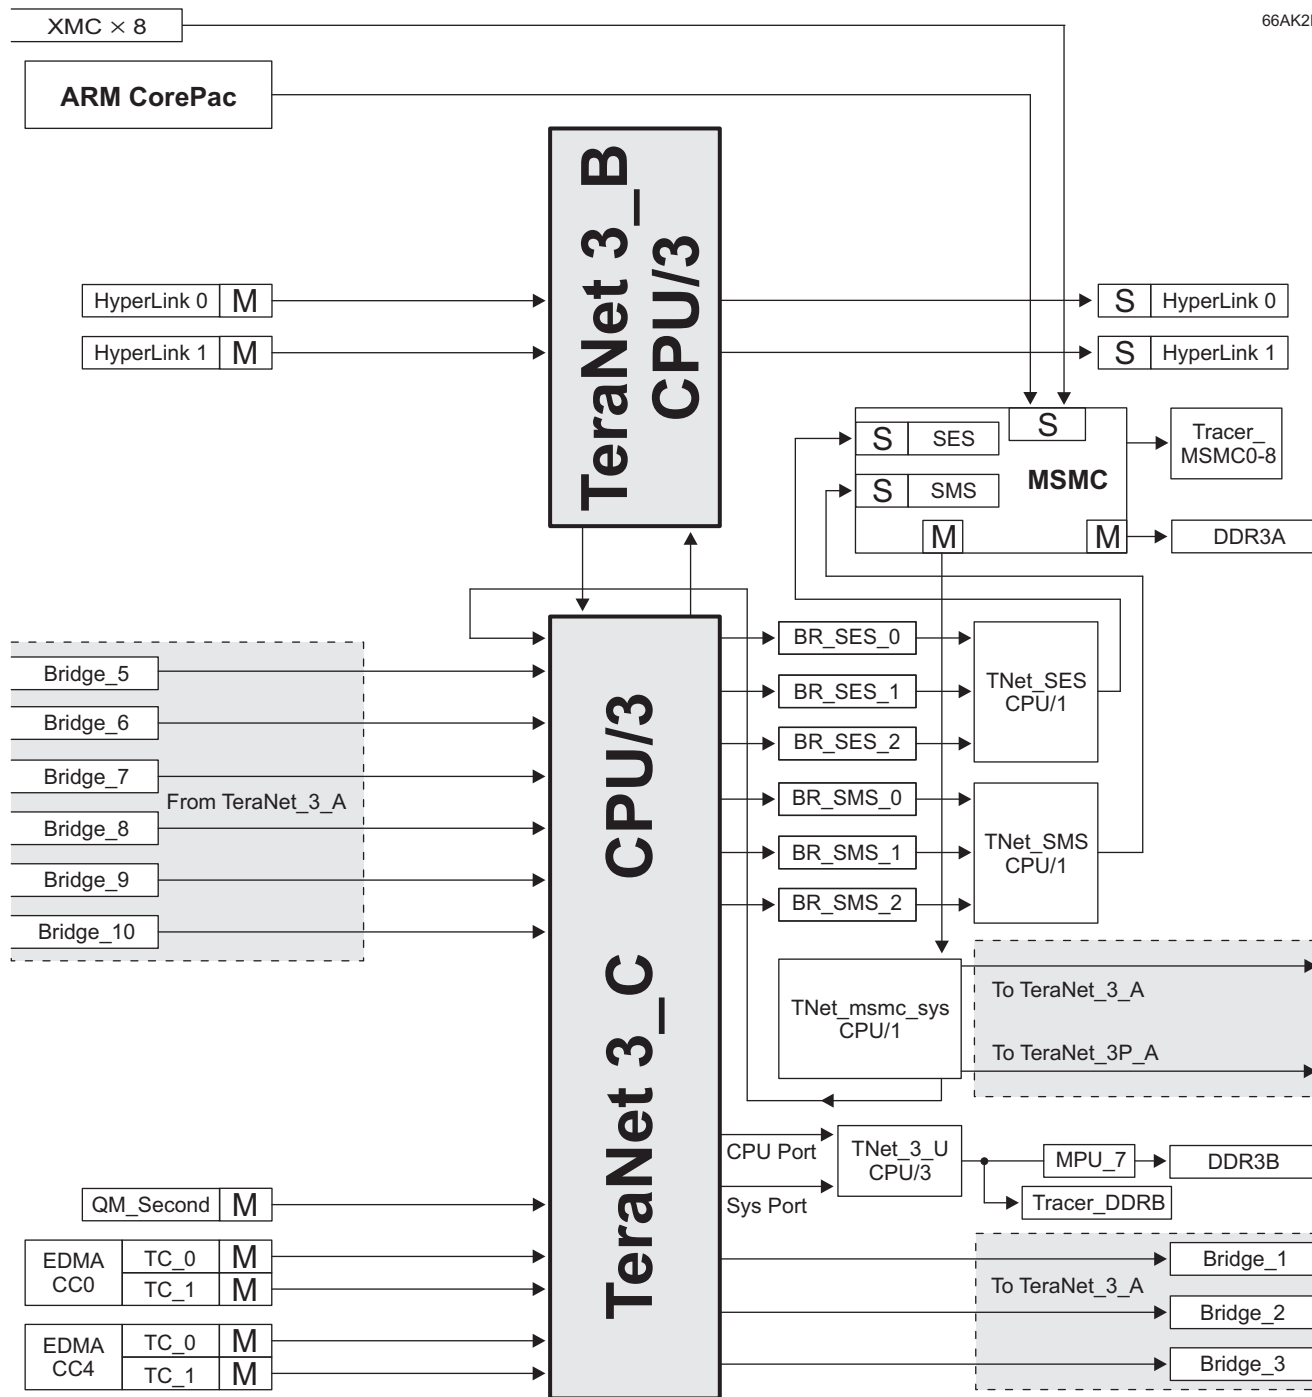 XMC × 8
66AK2
ARM CorePac
TeraNet 3_B
CPU/3
HyperLink 0 M
HyperLink 1 M
S HyperLink 0
S HyperLink 1
S
S SES
S SMS
MSMC
M
M
Tracer_
MSMC0-8
DDR3A
Bridge_5
Bridge_6
Bridge_7
From TeraNet_3_A
Bridge_8
Bridge_9
Bridge_10
TeraNet 3_C CPU/3
BR_SES_0
BR_SES_1
BR_SES_2
TNet_SES
CPU/1
BR_SMS_0
BR_SMS_1
BR_SMS_2
TNet_SMS
CPU/1
TNet_msmc_sys
CPU/1
To TeraNet_3_A
To TeraNet_3P_A
CPU Port
Sys Port
TNet_3_U
CPU/3
MPU_7
DDR3B
Tracer_DDRB
QM_Second M
EDMA
CC0
TC_0 M
TC_1 M
EDMA
CC4
TC_0 M
TC_1 M
To TeraNet_3_A
Bridge_1
Bridge_2
Bridge_3